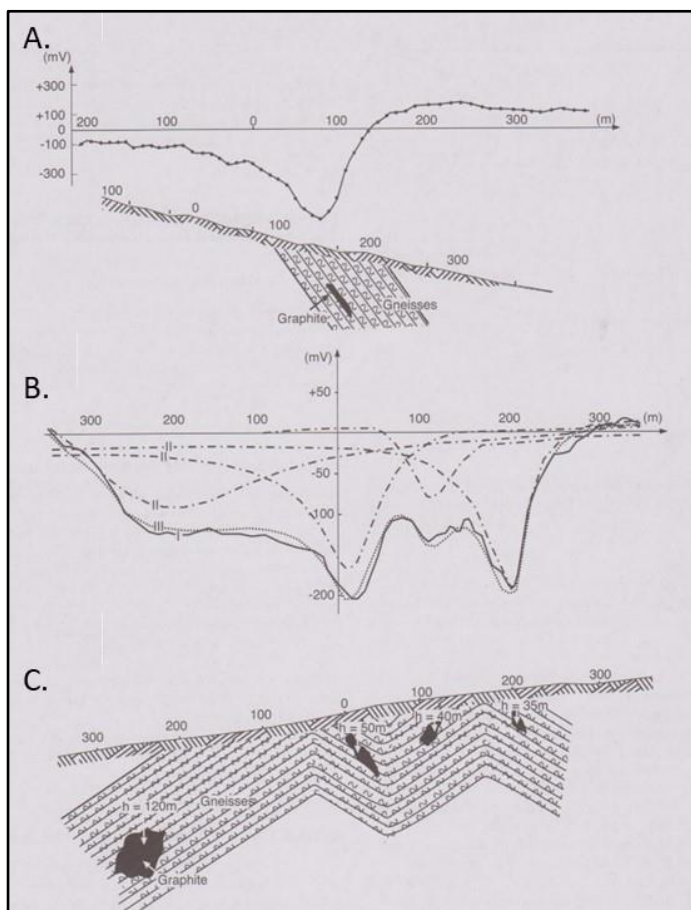 A.
(mV)
+300
+100
0
-100
-300
200 100 0 100 200 300 (m)
100 0 100 200 300
Graphite
Gneisses
B.
(mV)
+50
300 200 100 100 200 300 (m)
0
II
II
-50
II
-100
III
I
-200
C.
300 200 100 0 100 200 300
h = 50m
h = 40m
h = 35m
h = 120m
Gneisses
Graphite